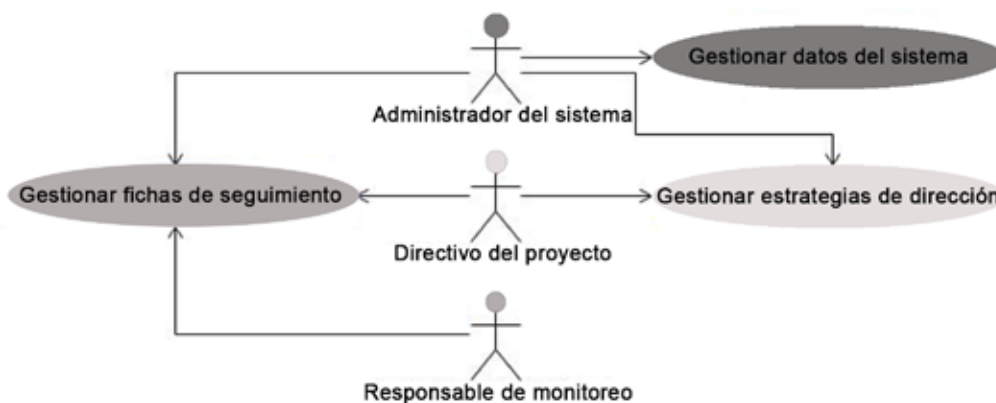 Gestionar datos del sistema
Administrador del sistema
Gestionar fichas de seguimiento
Gestionar estrategias de dirección
Directivo del proyecto
Responsable de monitoreo